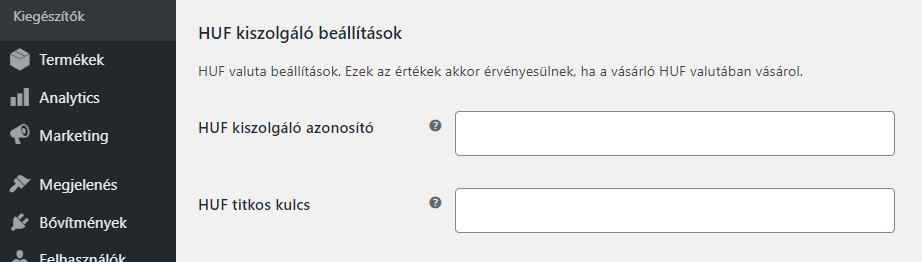 Kiegészítők
Termékek
Analytics
Marketing
Megjelenés
Bővítmények
Felhasználók
HUF kiszolgáló beállítások
HUF valuta beállítások. Ezek az értékek akkor érvényesülnek, ha a vásárló HUF valutában vásárol.
HUF kiszolgáló azonosító ?
HUF titkos kulcs ?